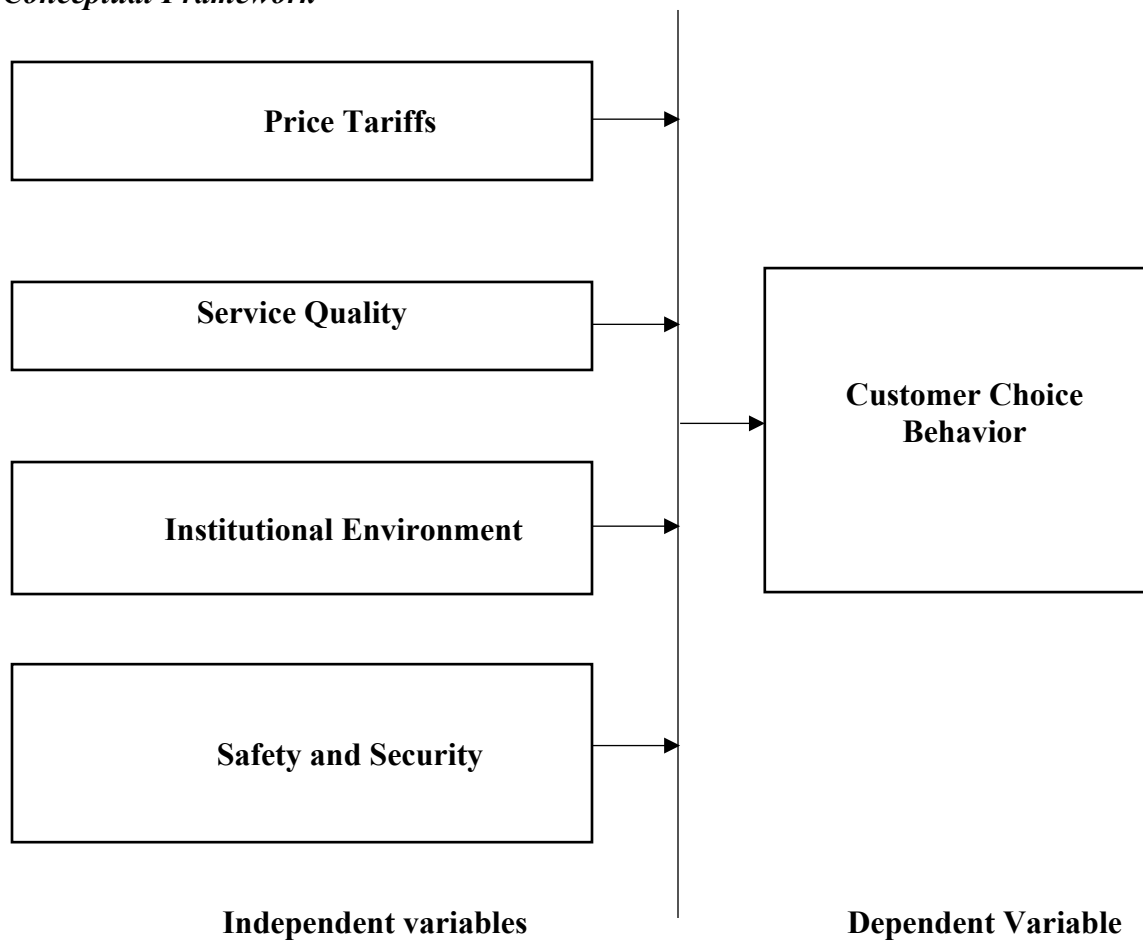 Conceptual Framework
Price Tariffs
Service Quality
Institutional Environment
Safety and Security
Customer Choice
Behavior
Independent variables
Dependent Variable